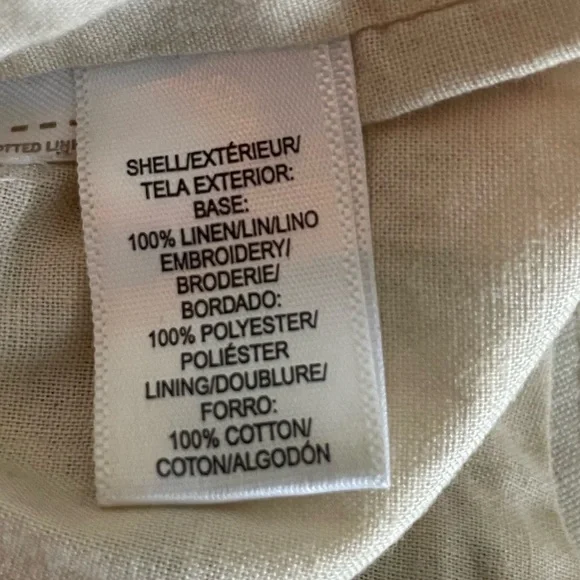 SHELL/EXTÉRIEUR/
TELA EXTERIOR:
BASE:
100% LINEN/LIN/LINO
EMBROIDERY/
BRODERIE/
BORDADO:
100% POLYESTER/
POLIÉSTER
LINING/DOUBLURE/
FORRO:
100% COTTON/
COTON/ALGODÓN